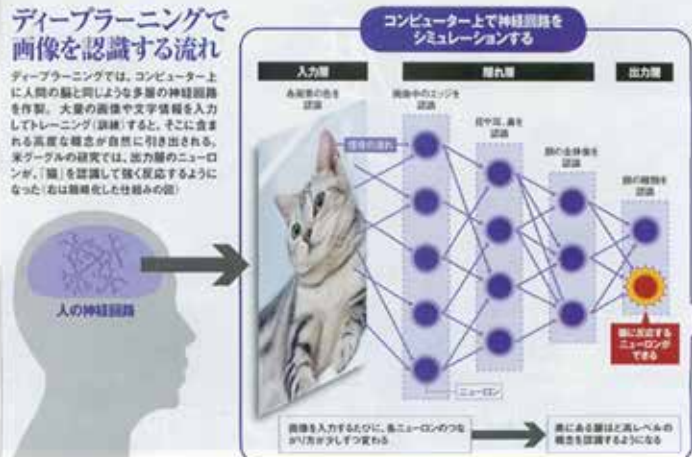 ディープラーニングで
画像を認識する流れ
ディープラーニングでは、コンピューター上
に人間の脳と同じような多層の神経回路
を作製。大量の画像や文字情報を入力
してトレーニング(訓練)すると、そこに含ま
れる高度な概念が自然に引き出される。
米グーグルの研究では、出力層のニューロ
ンが、「猫」を認識して強く反応するように
なった(右は簡略化した仕組みの図)
人の神経回路
コンピューター上で神経回路を
シミュレーションする
入力層
隠れ層
出力層
各画素の色を
認識
画像中のエッジを
認識
目や耳、鼻を
認識
顔の全体像を
認識
顔の種類を
認識
信号の流れ
猫に反応する
ニューロンが
できる
ニューロン
画像を入力するたびに、各ニューロンのつな
がり方が少しずつ変わる
奥にある層ほど高レベルの
概念を認識するようになる